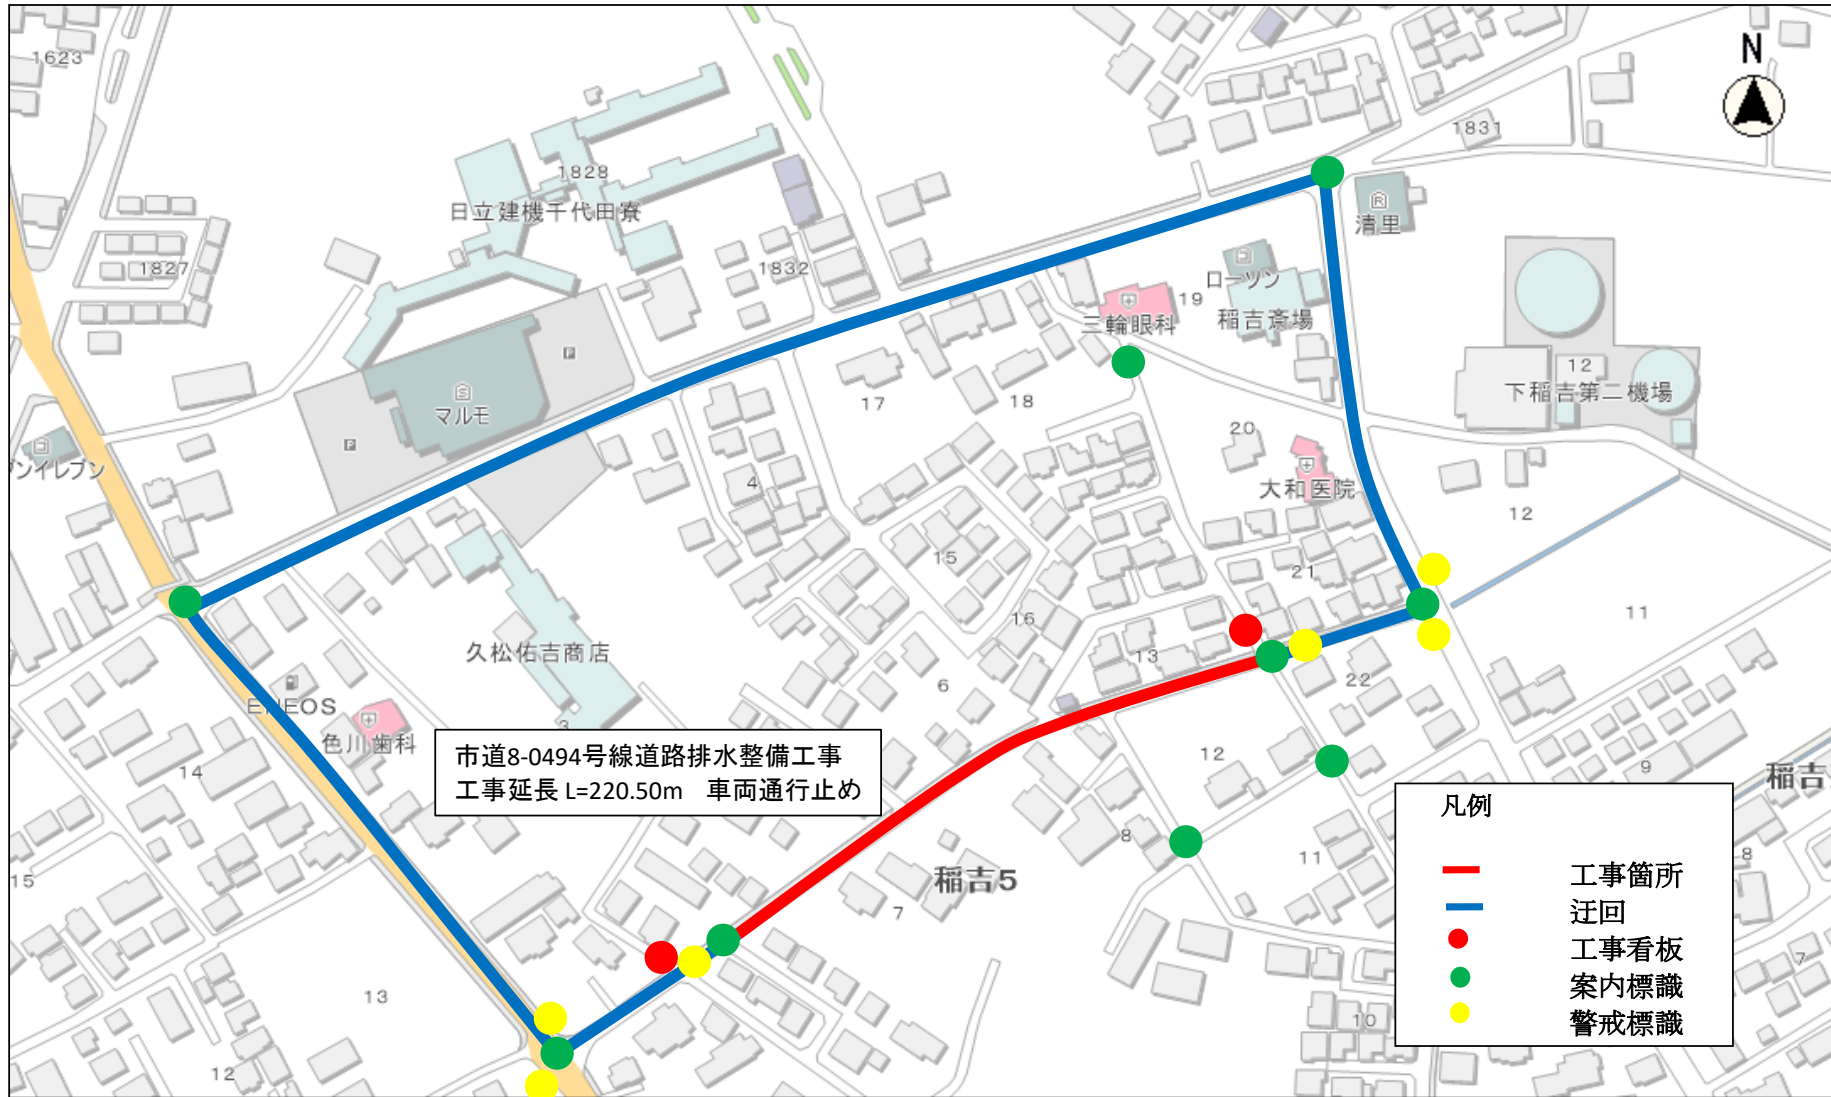 1623
N
1831
1828
日立建機千代田寮
R
清里
1827
1832
ローソン
19
三輪眼科
稲吉斎場
P
12
下稲吉第二機場
S
マルモ
17
18
20
P
ブンイレブン
4
大和医院
12
15
21
11
16
久松佑吉商店
13
6
22
ENEOS
色川歯科
3
市道8-0494号線道路排水整備工事
工事延長 L=220.50m 車両通行止め
12
14
9
稲吉
凡例
8
11
8
15
稲吉5
7
工事箇所
迂回
工事看板
案内標識
警戒標識
7
13
10
12